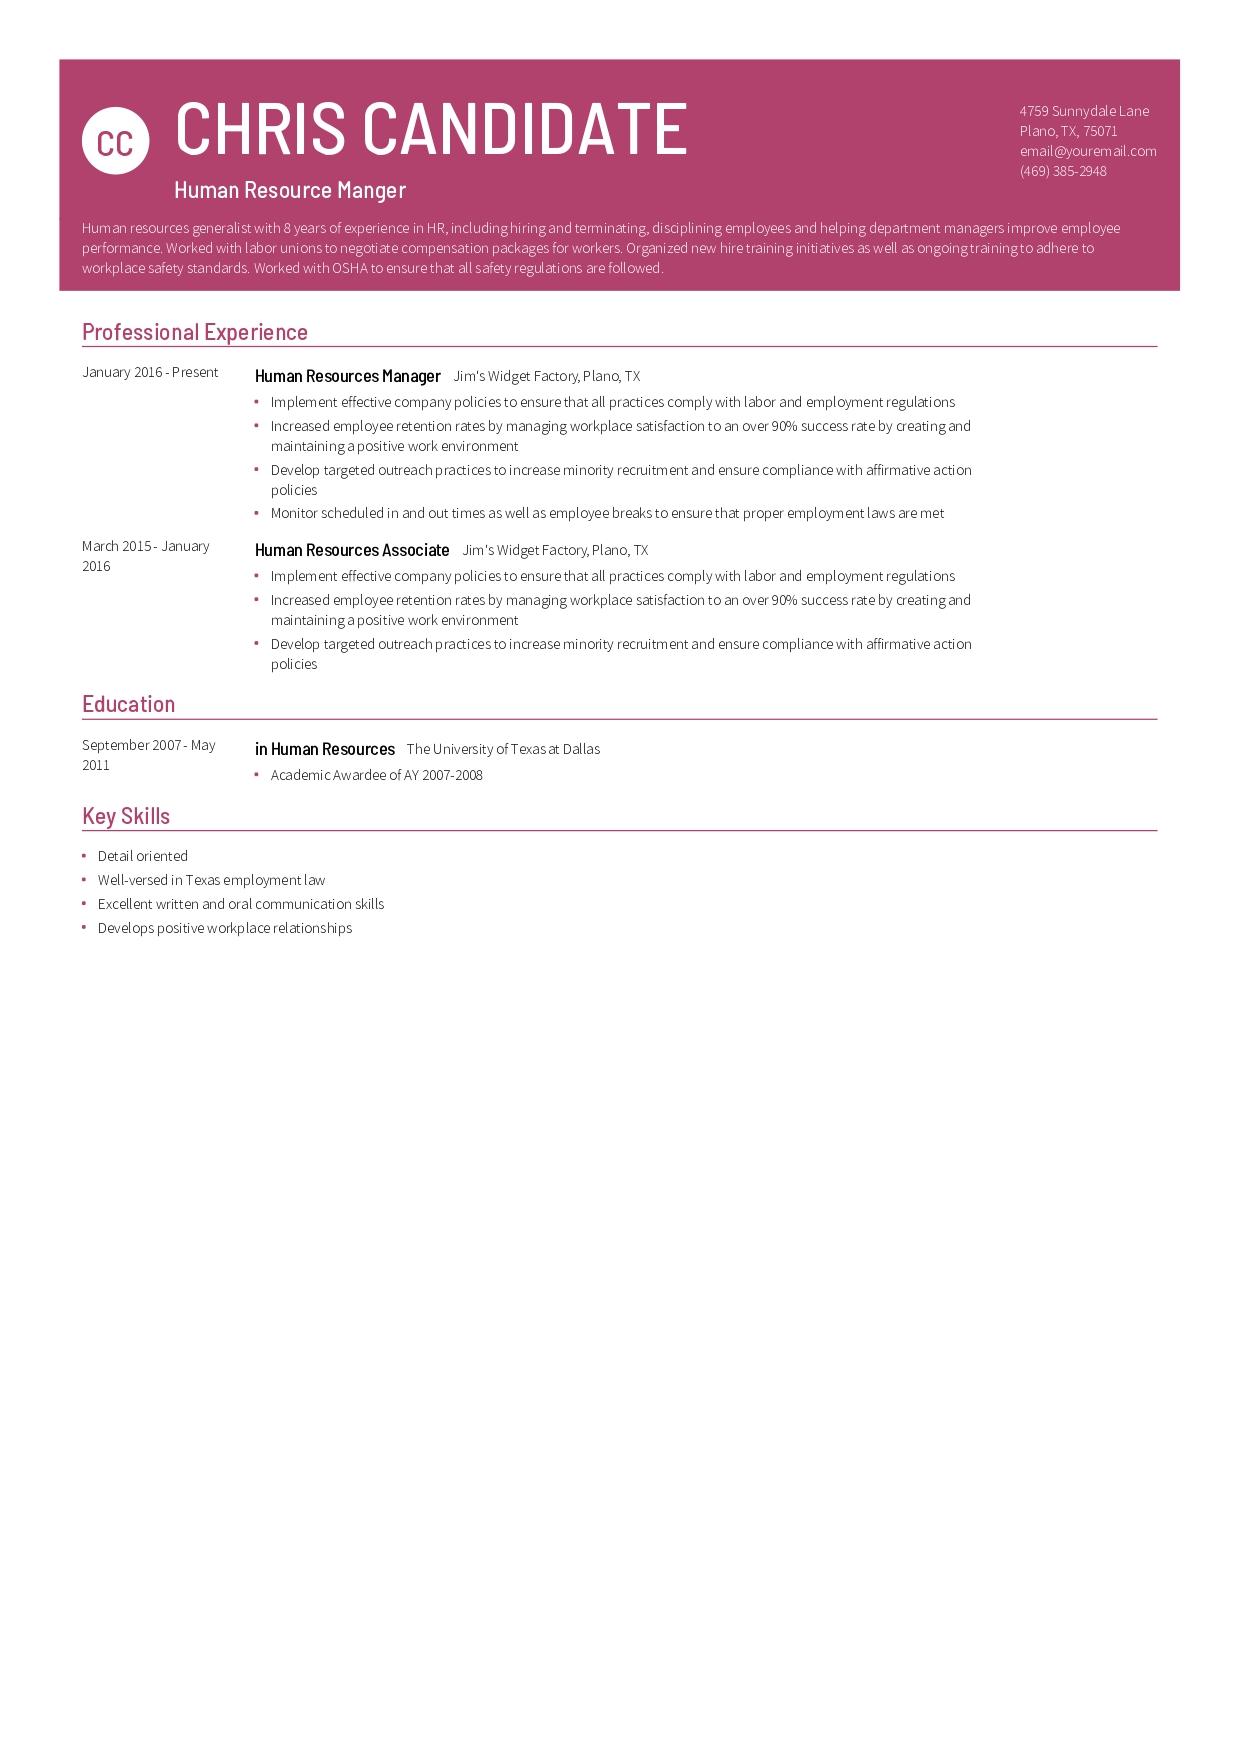 CC
CHRIS CANDIDATE
Human Resource Manger
4759 Sunnydale Lane
Plano, TX, 75071
email@youremail.com
(469) 385-2948
Human resources generalist with 8 years of experience in HR, including hiring and terminating, disciplining employees and helping department managers improve employee
performance. Worked with labor unions to negotiate compensation packages for workers. Organized new hire training initiatives as well as ongoing training to adhere to
workplace safety standards. Worked with OSHA to ensure that all safety regulations are followed.
Professional Experience
January 2016 - Present
Human Resources Manager Jim's Widget Factory, Plano, TX
• Implement effective company policies to ensure that all practices comply with labor and employment regulations
• Increased employee retention rates by managing workplace satisfaction to an over 90% success rate by creating and
maintaining a positive work environment
• Develop targeted outreach practices to increase minority recruitment and ensure compliance with affirmative action
policies
• Monitor scheduled in and out times as well as employee breaks to ensure that proper employment laws are met
March 2015 - January
2016
Human Resources Associate Jim's Widget Factory, Plano, TX
• Implement effective company policies to ensure that all practices comply with labor and employment regulations
• Increased employee retention rates by managing workplace satisfaction to an over 90% success rate by creating and
maintaining a positive work environment
• Develop targeted outreach practices to increase minority recruitment and ensure compliance with affirmative action
policies
Education
September 2007 - May
2011
in Human Resources The University of Texas at Dallas
• Academic Awardee of AY 2007-2008
Key Skills
• Detail oriented
• Well-versed in Texas employment law
• Excellent written and oral communication skills
• Develops positive workplace relationships